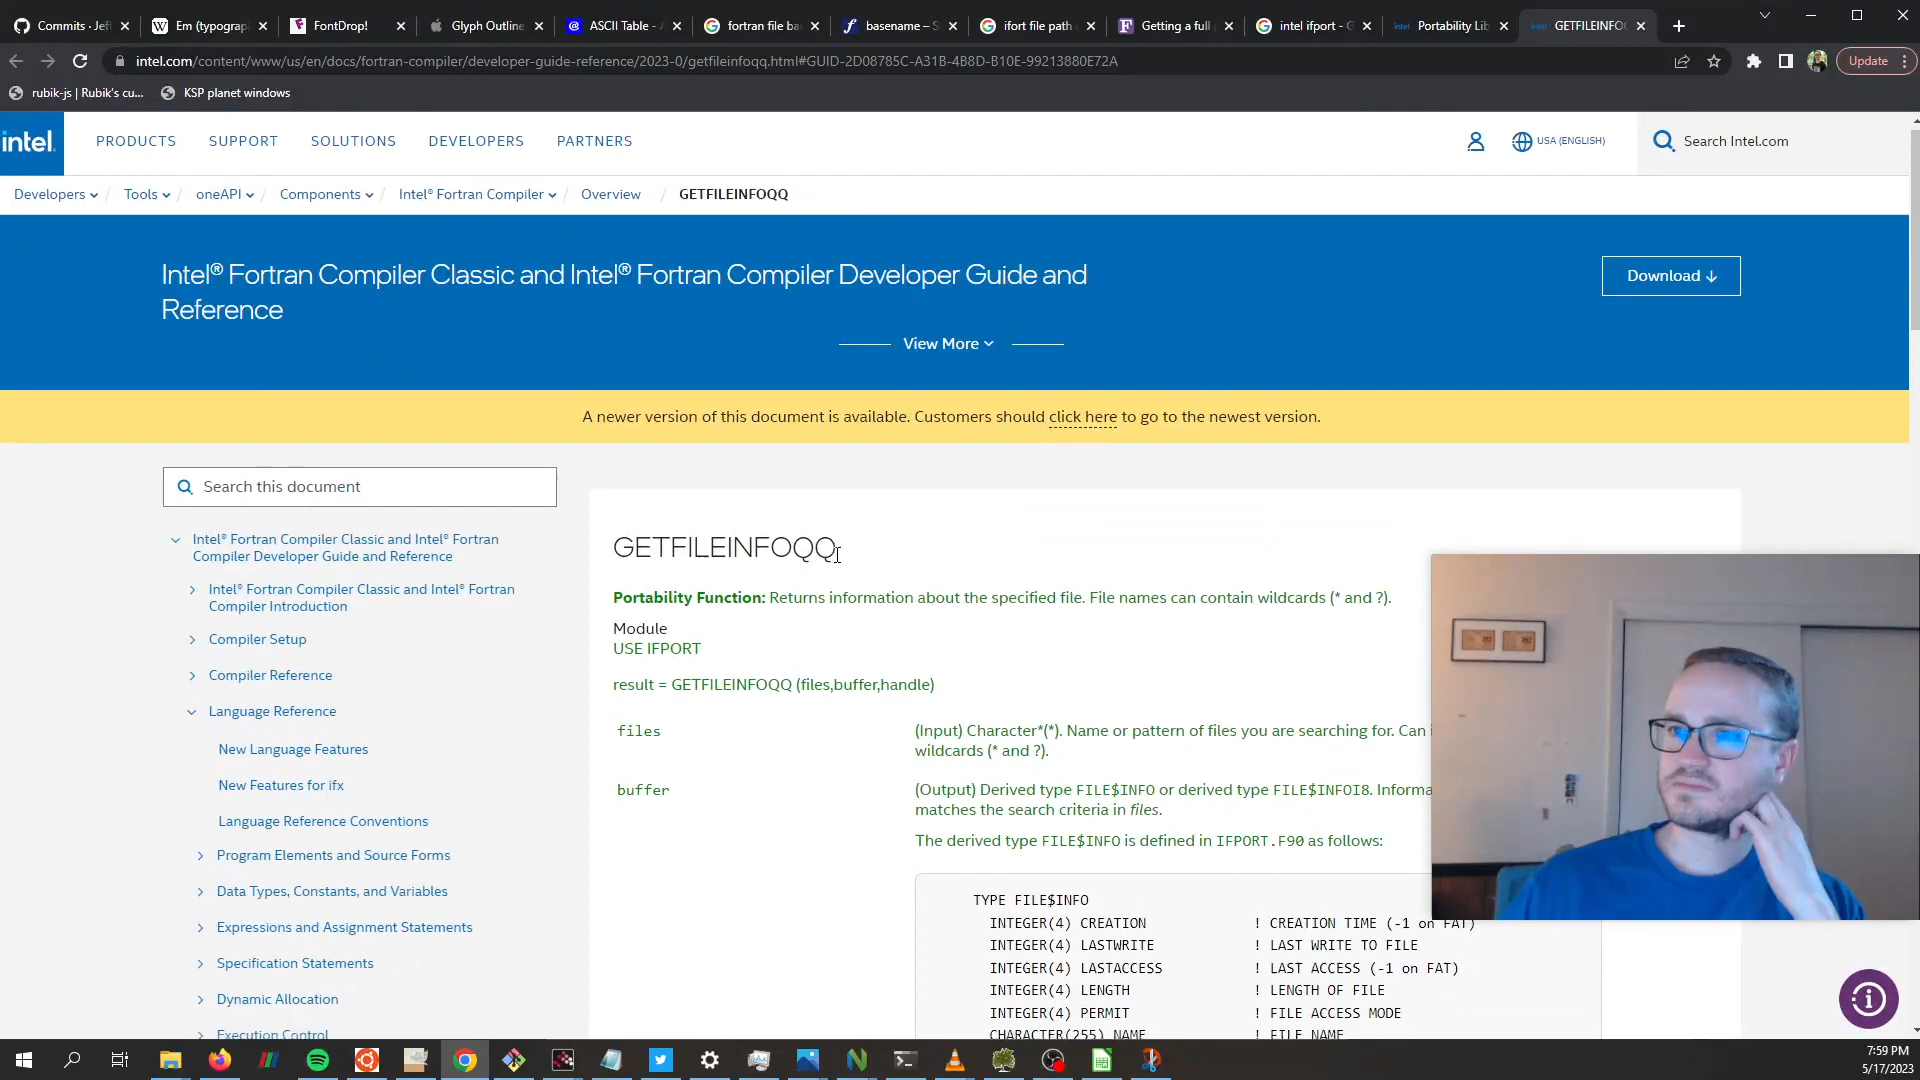 Commits · Jeff
Em (typograp
FontDrop!
Glyph Outline
ASCII Table - A
fortran file ba
basename – S
ifort file path
Getting a full
intel ifport - G
Portability Lib
GETFILEINFO
intel.com/content/www/us/en/docs/fortran-compiler/developer-guide-reference/2023-0/getfileinfoqq.html#GUID-2D08785C-A31B-4B8D-B10E-99213880E72A
Update
rubik-js | Rubik's cu...
KSP planet windows
intel.
PRODUCTS
SUPPORT
SOLUTIONS
DEVELOPERS
PARTNERS
USA (ENGLISH)
Search Intel.com
Developers / Tools / oneAPI / Components / Intel® Fortran Compiler / Overview / GETFILEINFOQQ
Intel® Fortran Compiler Classic and Intel® Fortran Compiler Developer Guide and
Reference
Download ↓
View More
A newer version of this document is available. Customers should click here to go to the newest version.
Search this document
Intel® Fortran Compiler Classic and Intel® Fortran
Compiler Developer Guide and Reference
Intel® Fortran Compiler Classic and Intel® Fortran
Compiler Introduction
Compiler Setup
Compiler Reference
Language Reference
New Language Features
New Features for ifx
Language Reference Conventions
Program Elements and Source Forms
Data Types, Constants, and Variables
Expressions and Assignment Statements
Specification Statements
Dynamic Allocation
Execution Control
GETFILEINFOQQ
Portability Function: Returns information about the specified file. File names can contain wildcards (* and ?).
Module
USE IFPORT
result = GETFILEINFOQQ (files,buffer,handle)
files
(Input) Character*(*). Name or pattern of files you are searching for. Can i
wildcards (* and ?).
buffer
(Output) Derived type FILE$INFO or derived type FILE$INFOI8. Informa
matches the search criteria in files.
The derived type FILE$INFO is defined in IFPORT.F90 as follows:
TYPE FILE$INFO
INTEGER(4) CREATION ! CREATION TIME (-1 on FAT)
INTEGER(4) LASTWRITE ! LAST WRITE TO FILE
INTEGER(4) LASTACCESS ! LAST ACCESS (-1 on FAT)
INTEGER(4) LENGTH ! LENGTH OF FILE
INTEGER(4) PERMIT ! FILE ACCESS MODE
CHARACTER(255) NAME ! FILE NAME
7:59 PM
5/17/2023